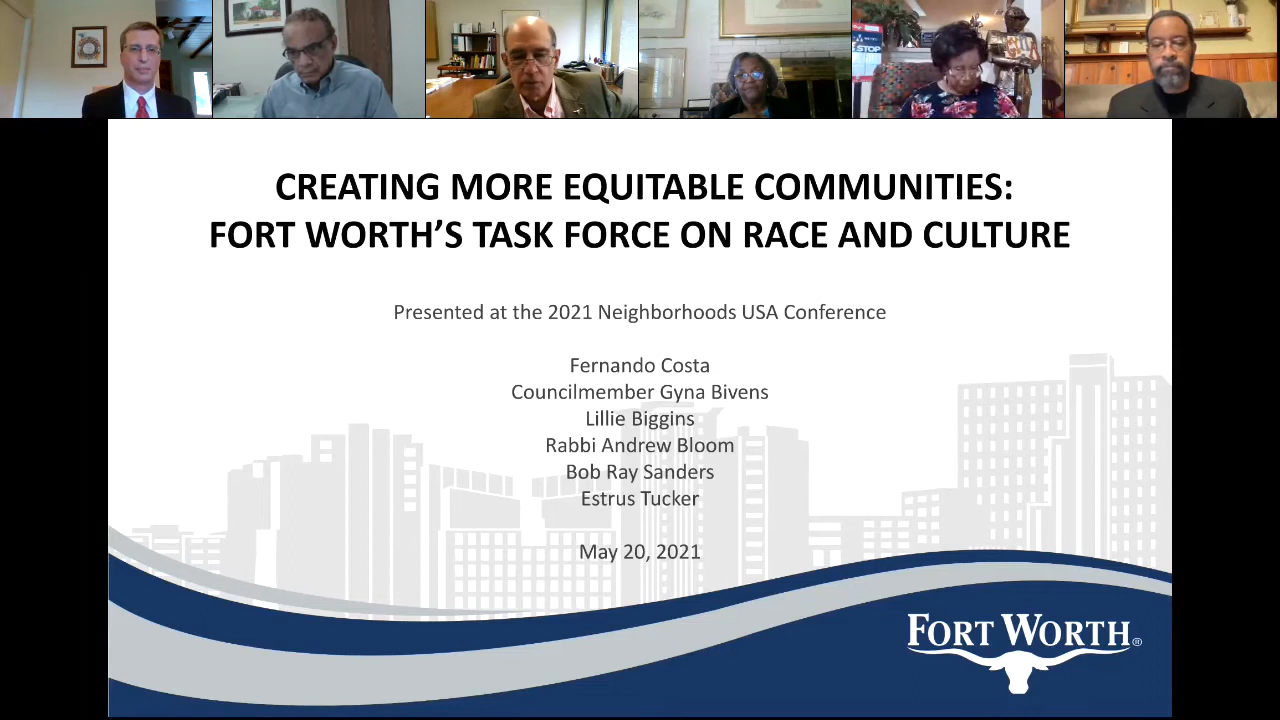 STOP
CREATING MORE EQUITABLE COMMUNITIES:
FORT WORTH’S TASK FORCE ON RACE AND CULTURE
Presented at the 2021 Neighborhoods USA Conference
Fernando Costa
Councilmember Gyna Bivens
Lillie Biggins
Rabbi Andrew Bloom
Bob Ray Sanders
Estrus Tucker
May 20, 2021
FORT WORTH®